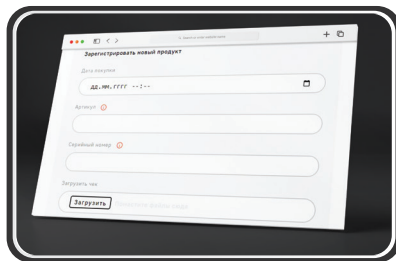 Зарегистрировать новый продукт
Дата покупки
ДД.ММ.ГГГГ --:--
Артикул
Серийный номер
Загрузить чек
Загрузить